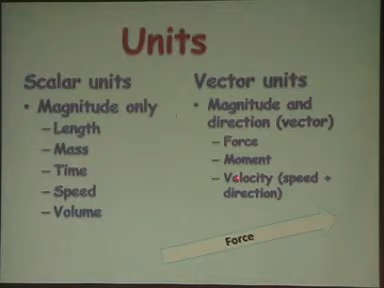 Units
Scalar units
• Magnitude only
– Length
– Mass
– Time
– Speed
– Volume
Vector units
• Magnitude and
direction (vector)
– Force
– Moment
– Velocity (speed +
direction)
Force